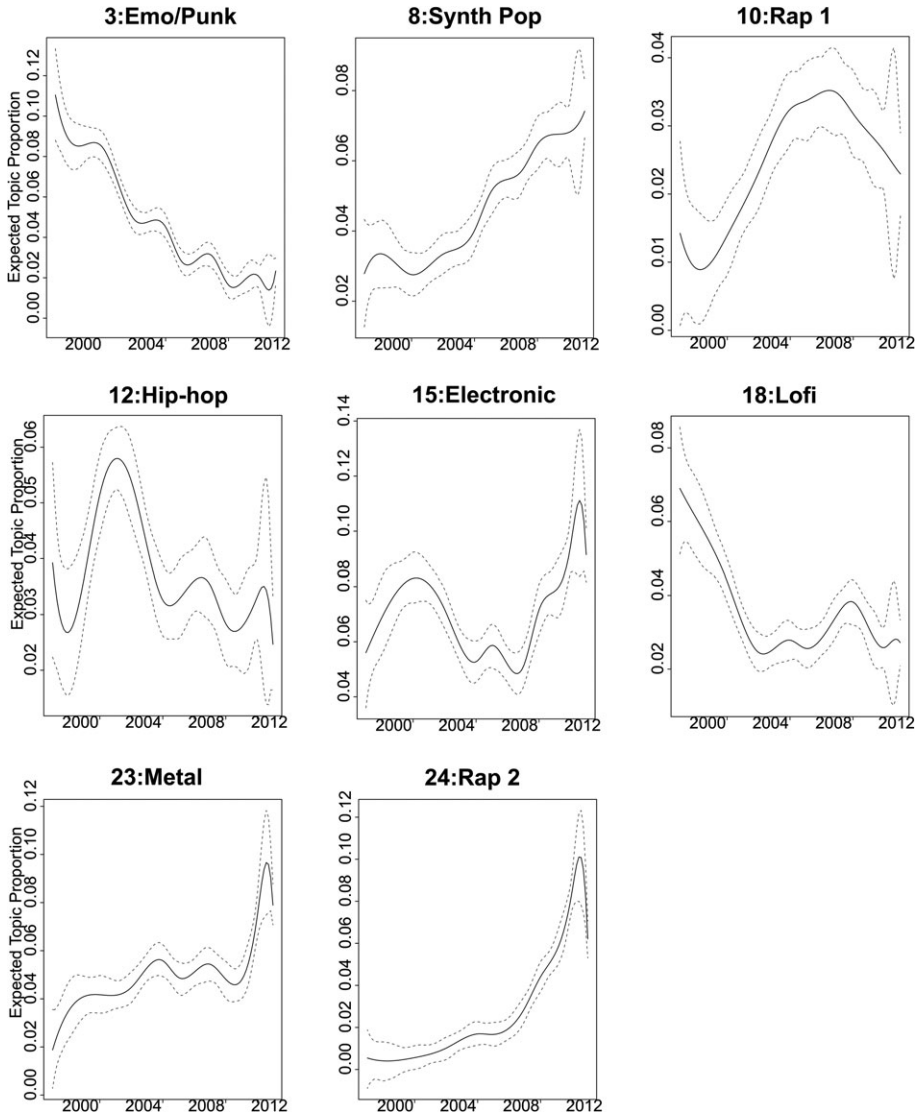 3:Emo/Punk
8:Synth Pop
10:Rap 1
Expected Topic Proportion
0.00 0.02 0.04 0.06 0.08 0.10 0.12
2000 2004 2008 2012
0.02 0.04 0.06 0.08
2000 2004 2008 2012
0.00 0.01 0.02 0.03 0.04
2000 2004 2008 2012
12:Hip-hop
15:Electronic
18:Lofi
Expected Topic Proportion
0.02 0.03 0.04 0.05 0.06
2000 2004 2008 2012
0.04 0.06 0.08 0.10 0.12 0.14
2000 2004 2008 2012
0.02 0.04 0.06 0.08
2000 2004 2008 2012
23:Metal
24:Rap 2
Expected Topic Proportion
0.00 0.02 0.04 0.06 0.08 0.10 0.12
2000 2004 2008 2012
0.00 0.02 0.04 0.06 0.08 0.10 0.12
2000 2004 2008 2012